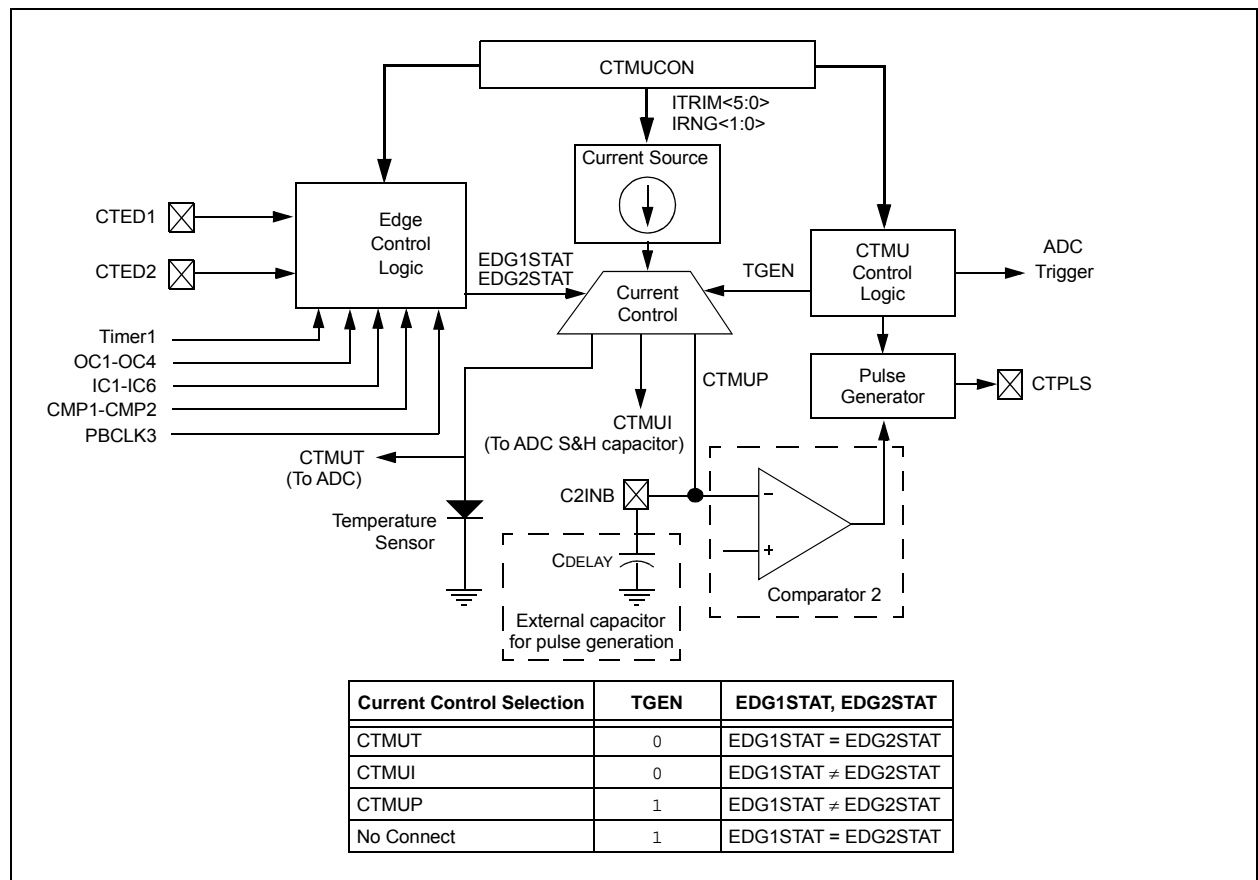 CTMUCON
ITRIM<5:0>
IRNG<1:0>
Current Source
CTED1
CTED2
Edge
Control
Logic
EDG1STAT
EDG2STAT
Current
Control
TGEN
CTMU
Control
Logic
ADC
Trigger
Timer1
OC1-OC4
IC1-IC6
CMP1-CMP2
PBCLK3
CTMUP
Pulse
Generator
CTPLS
CTMUI
(To ADC S&H capacitor)
CTMUT
(To ADC)
C2INB
Temperature
Sensor
CDELAY
External capacitor
for pulse generation
−
+
Comparator 2
Current Control Selection TGEN EDG1STAT, EDG2STAT
CTMUT 0 EDG1STAT = EDG2STAT
CTMUI 0 EDG1STAT ≠ EDG2STAT
CTMUP 1 EDG1STAT ≠ EDG2STAT
No Connect 1 EDG1STAT = EDG2STAT